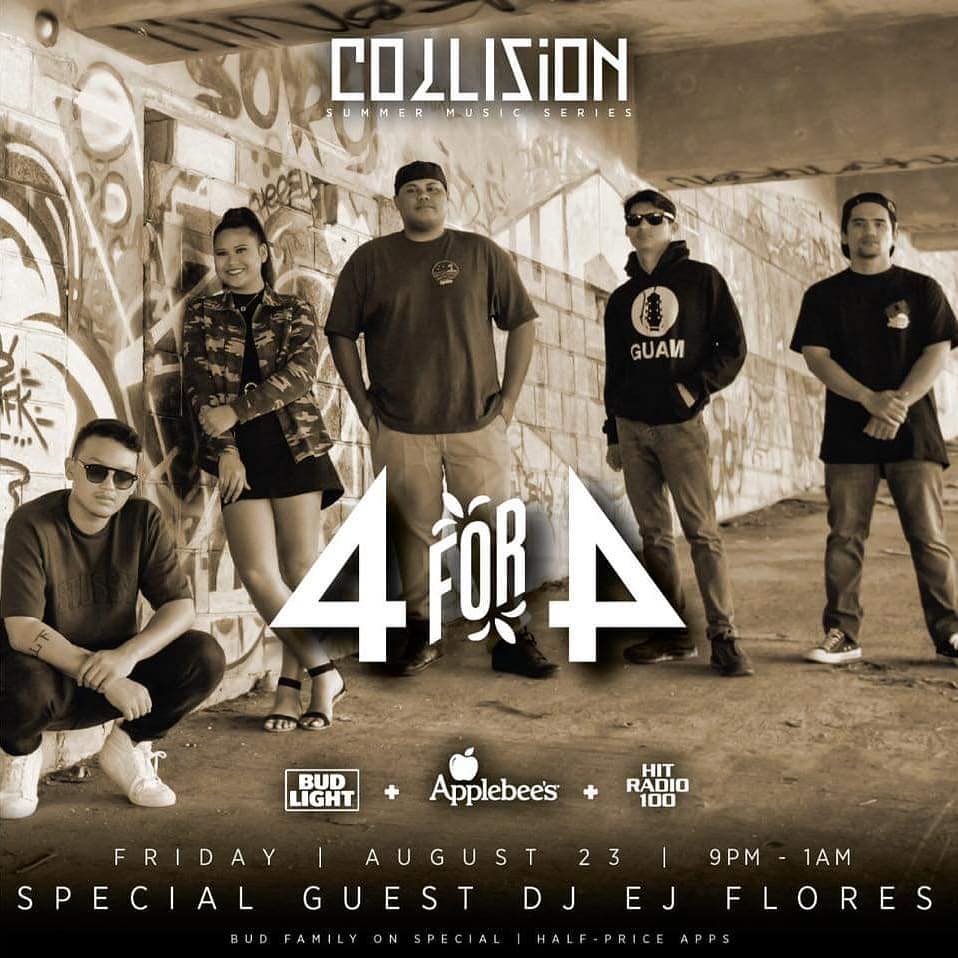 COLLISiON
SUMMER MUSIC SERIES
GUAM
4 FOR 4
BUD LIGHT + Applebee's + HIT RADIO 100
FRIDAY | AUGUST 23 | 9PM - 1AM
SPECIAL GUEST DJ EJ FLORES
BUD FAMILY ON SPECIAL | HALF-PRICE APPS